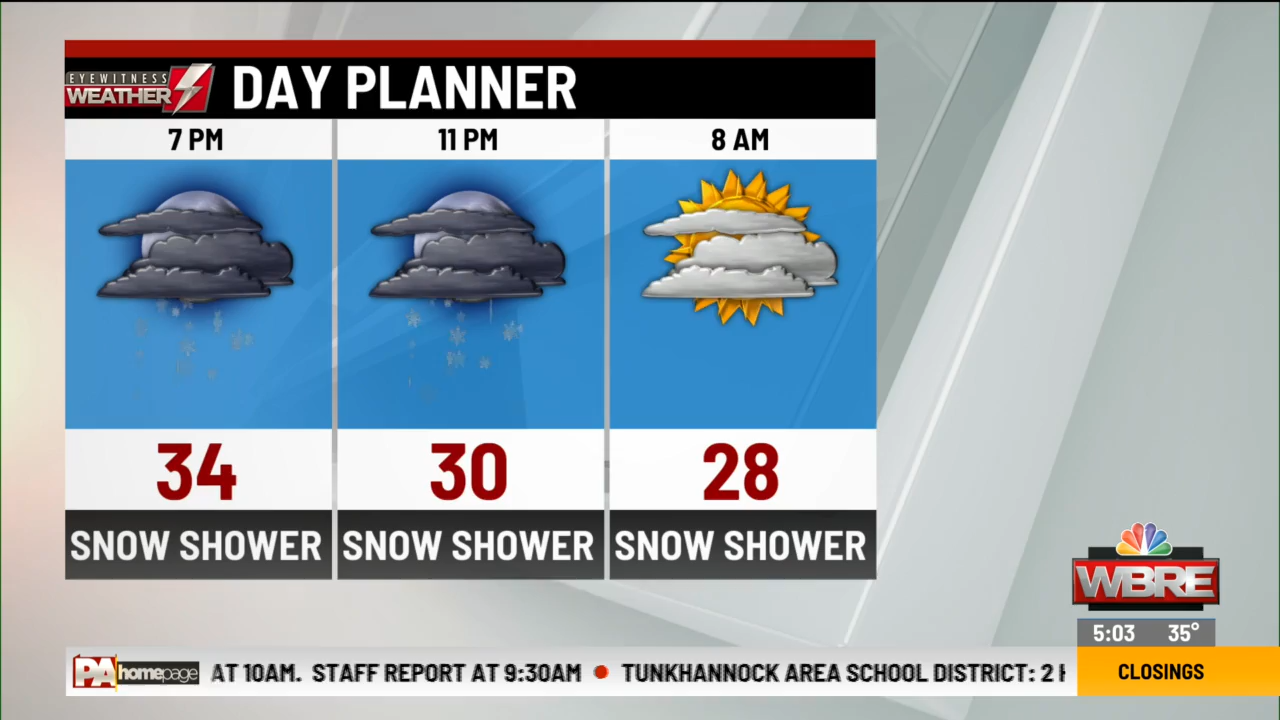 EYEWITNESS
WEATHER
DAY PLANNER
7 PM
11 PM
8 AM
34
30
28
SNOW SHOWER
SNOW SHOWER
SNOW SHOWER
WBRE
5:03 35°
PA homepage
AT 10AM. STAFF REPORT AT 9:30AM • TUNKHANNOCK AREA SCHOOL DISTRICT: 2
CLOSINGS